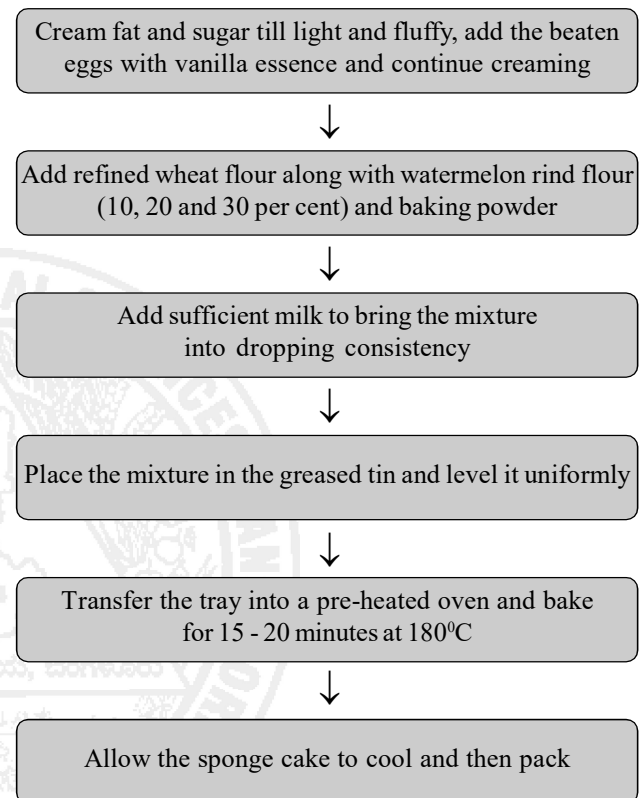 Cream fat and sugar till light and fluffy, add the beaten
eggs with vanilla essence and continue creaming
↓
Add refined wheat flour along with watermelon rind flour
(10, 20 and 30 per cent) and baking powder
↓
Add sufficient milk to bring the mixture
into dropping consistency
↓
Place the mixture in the greased tin and level it uniformly
↓
Transfer the tray into a pre-heated oven and bake
for 15 - 20 minutes at 180⁰C
↓
Allow the sponge cake to cool and then pack